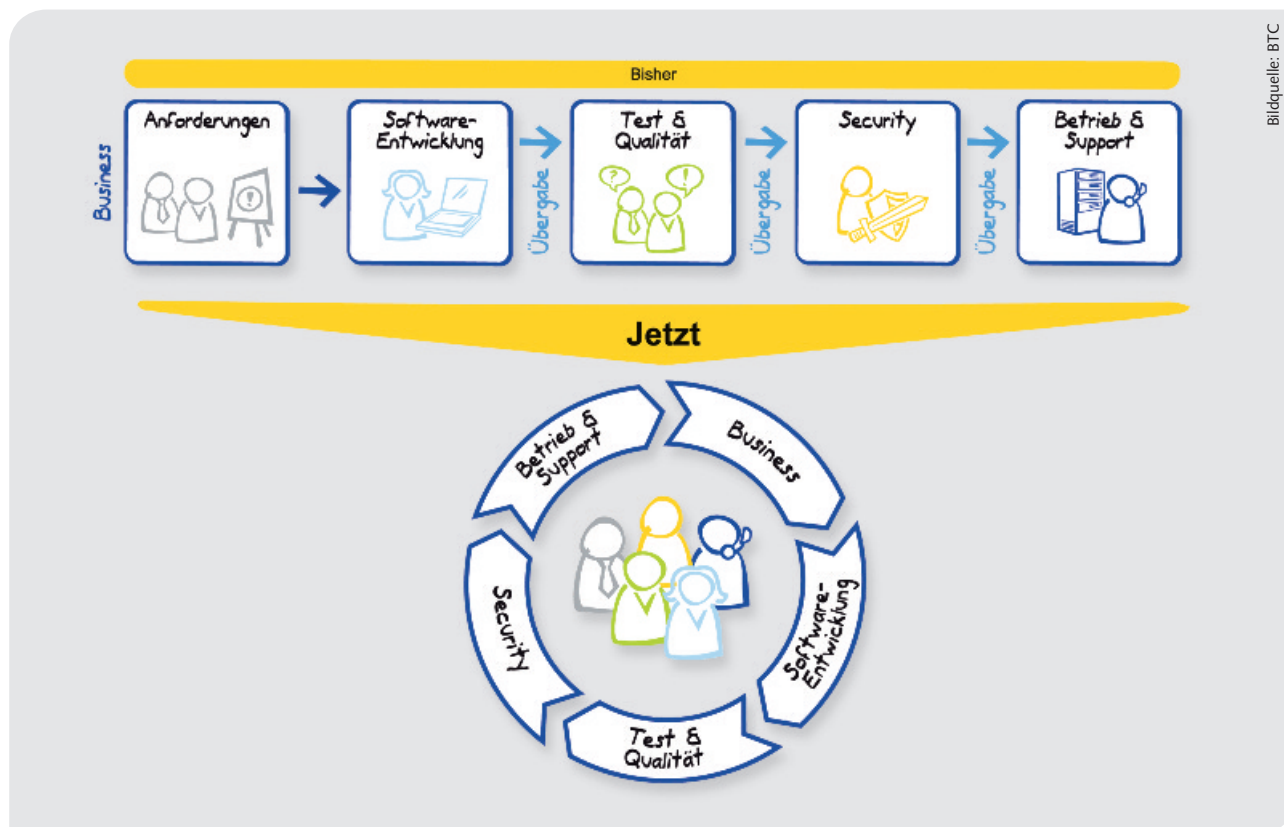 Bildquelle: BTC
Bisher
Business
Anforderungen
Software-
Entwicklung
Übergabe
Test &
Qualität
Übergabe
Security
Übergabe
Betrieb &
Support
Jetzt
Business
Software-
Entwicklung
Test &
Qualität
Security
Betrieb &
Support